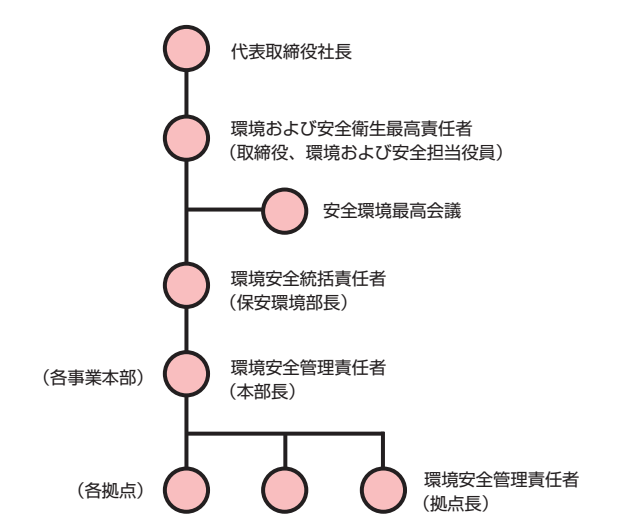 代表取締役社長
環境および安全衛生最高責任者
（取締役、環境および安全担当役員）
安全環境最高会議
環境安全統括責任者
（保安環境部長）
（各事業本部）
環境安全管理責任者
（本部長）
（各拠点）
環境安全管理責任者
（拠点長）